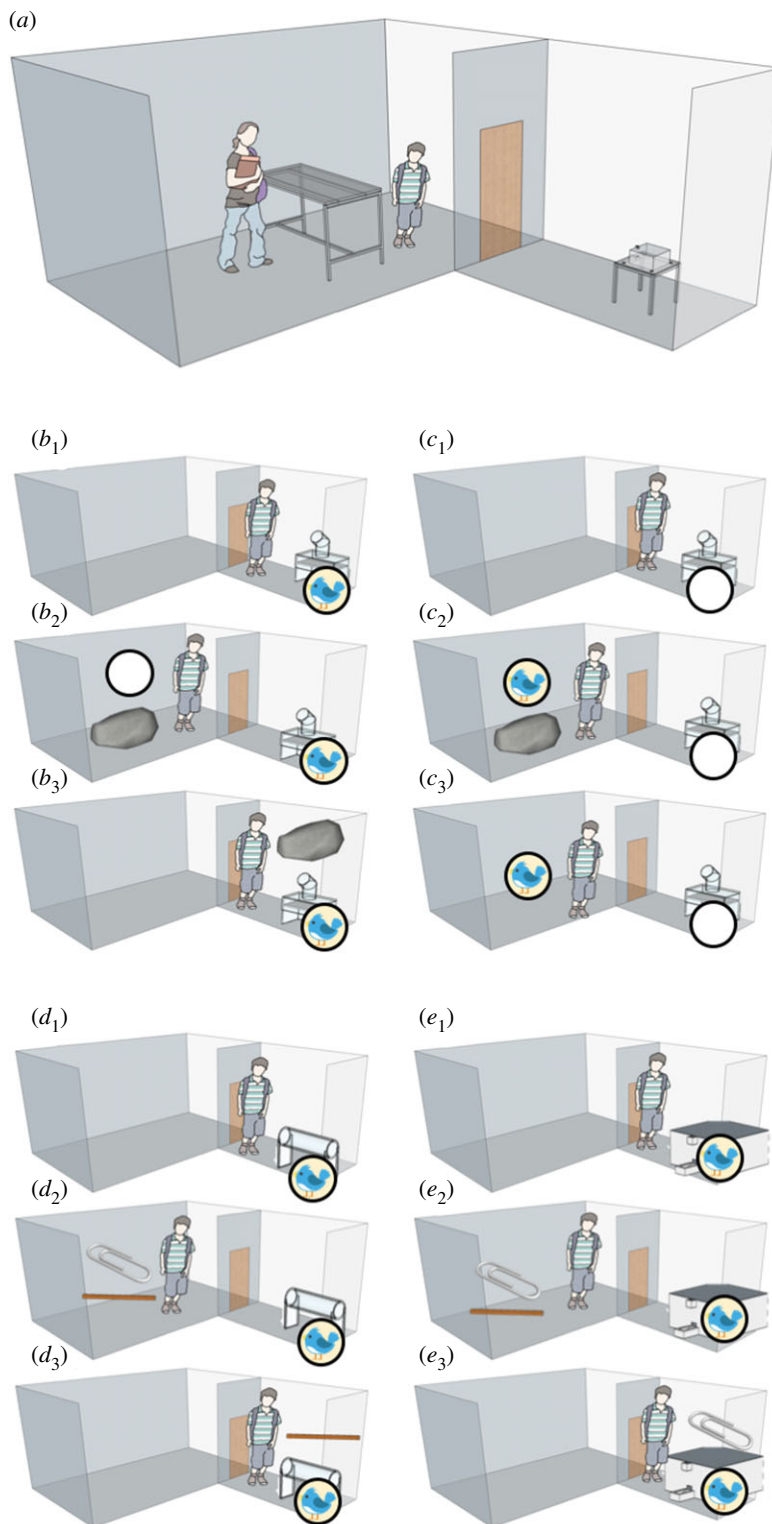 (a)
(b₁) (c₁)
(b₂) (c₂)
(b₃) (c₃)
(d₁) (e₁)
(d₂) (e₂)
(d₃) (e₃)